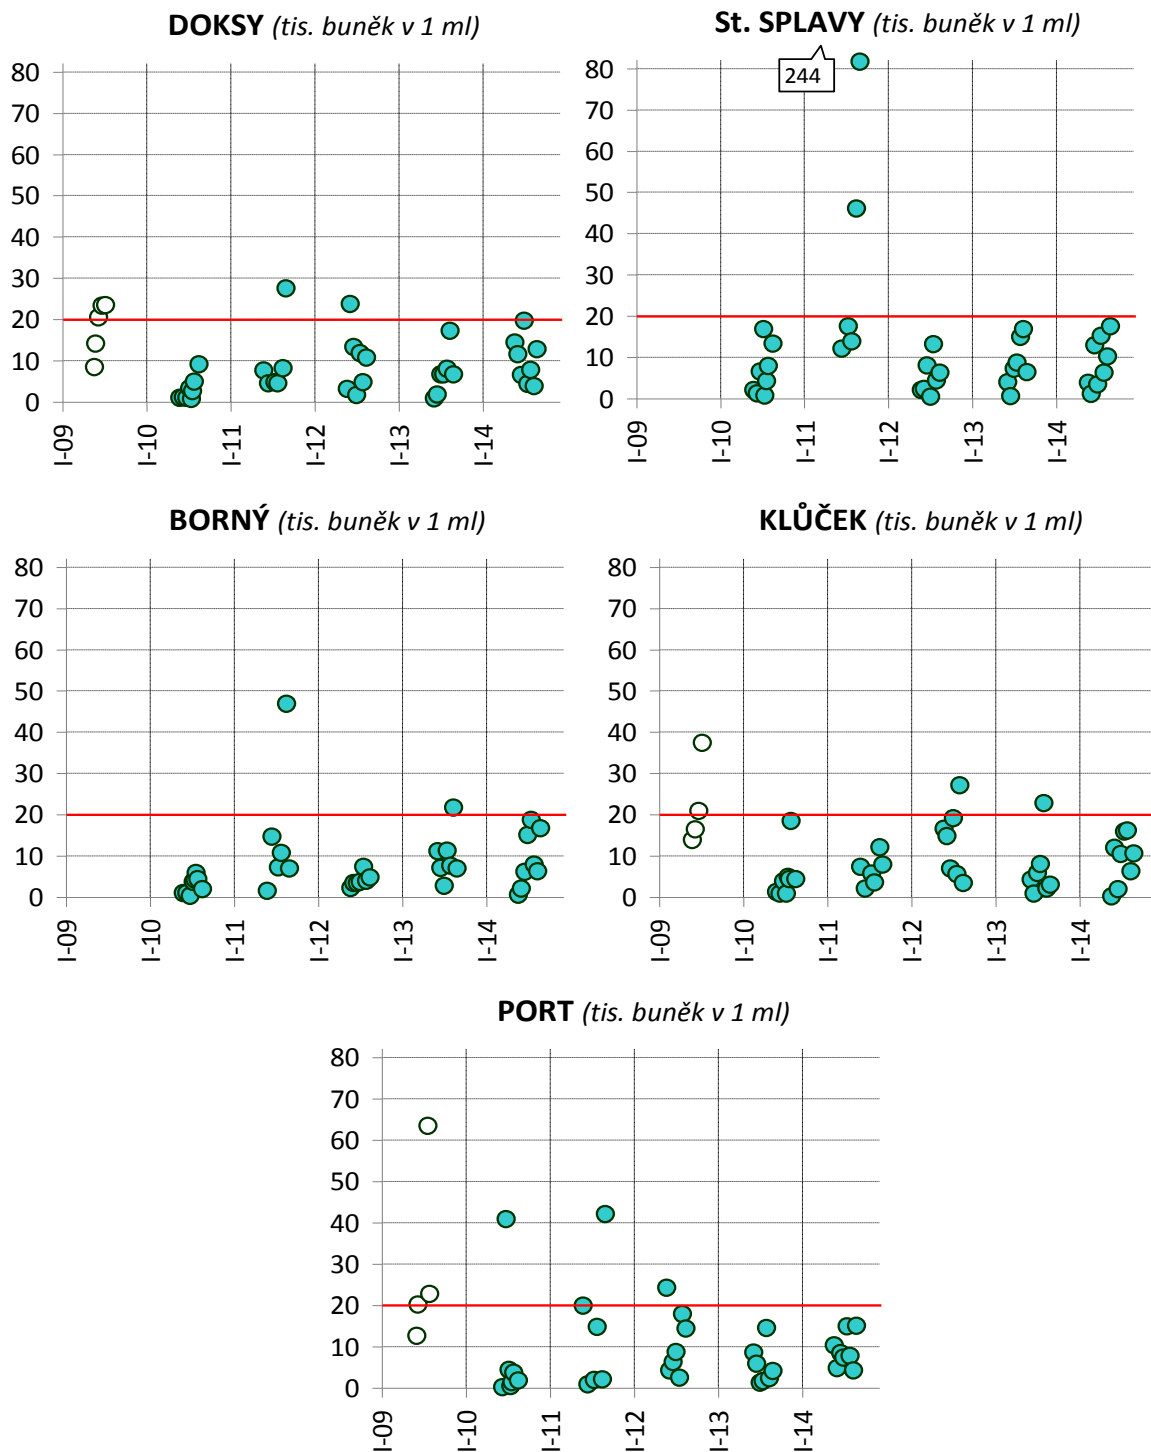 DOKSY (tis. buněk v 1 ml)
80
70
60
50
40
30
20
10
0
I-09
I-10
I-11
I-12
I-13
I-14
St. SPLAVY (tis. buněk v 1 ml)
244
80
70
60
50
40
30
20
10
0
I-09
I-10
I-11
I-12
I-13
I-14
BORNÝ (tis. buněk v 1 ml)
80
70
60
50
40
30
20
10
0
I-09
I-10
I-11
I-12
I-13
I-14
KLŮČEK (tis. buněk v 1 ml)
80
70
60
50
40
30
20
10
0
I-09
I-10
I-11
I-12
I-13
I-14
PORT (tis. buněk v 1 ml)
80
70
60
50
40
30
20
10
0
I-09
I-10
I-11
I-12
I-13
I-14